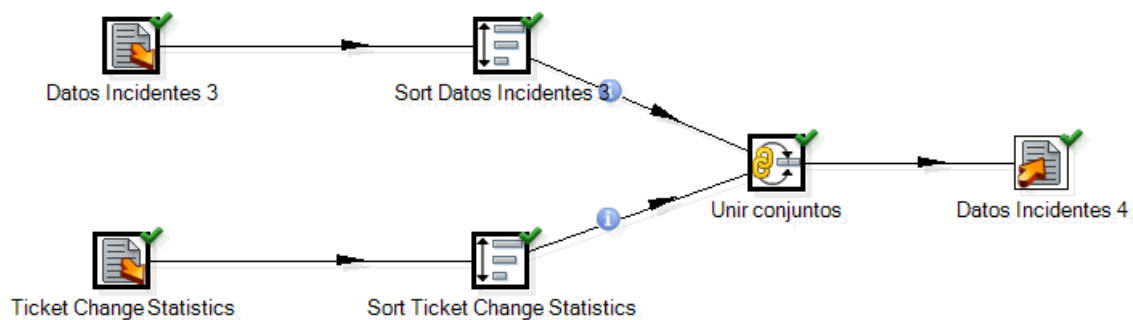 Datos Incidentes 3
Sort Datos Incidentes 3
Unir conjuntos
Datos Incidentes 4
Ticket Change Statistics
Sort Ticket Change Statistics